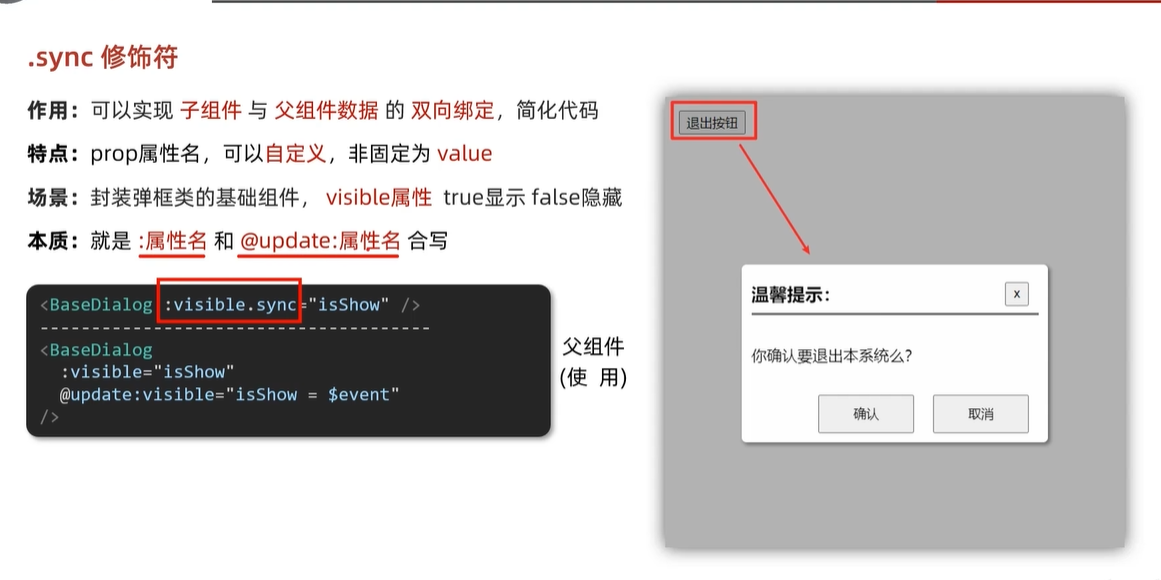 .sync 修饰符
作用：可以实现 子组件 与 父组件数据 的 双向绑定，简化代码
特点：prop属性名，可以自定义，非固定为 value
场景：封装弹框类的基础组件， visible属性 true显示 false隐藏
本质：就是 :属性名 和 @update:属性名 合写
<BaseDialog :visible.sync="isShow" />
--------------------------------------
<BaseDialog
:visible="isShow"
@update:visible="isShow = $event"
/>
父组件
(使 用)
退出按钮
温馨提示：
x
你确认要退出本系统么?
确认
取消